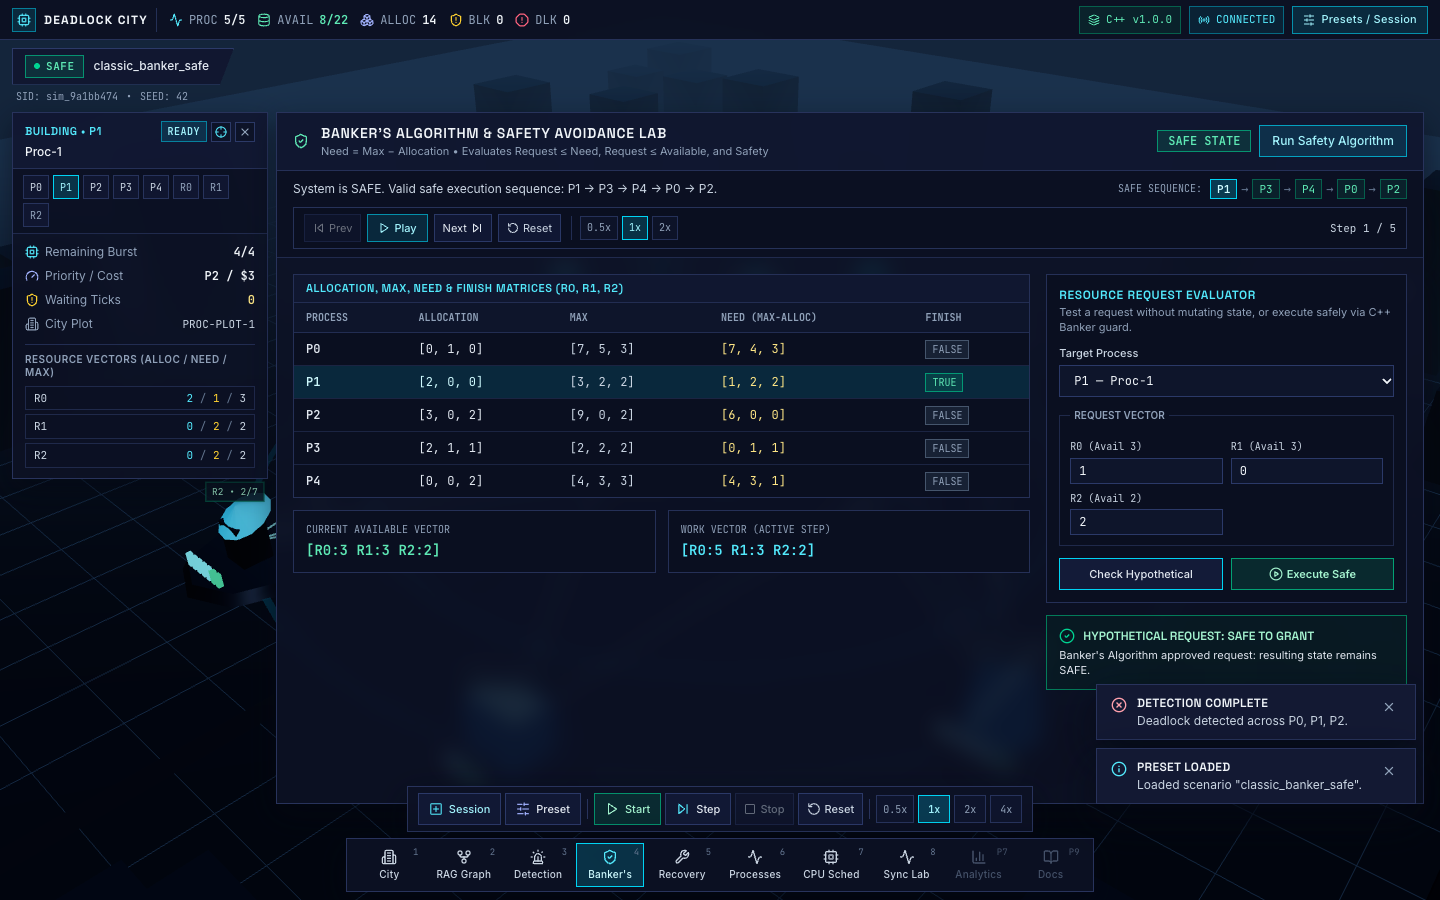 DEADLOCK CITY PROC 5/5 AVAIL 8/22 ALLOC 14 BLK 0 DLK 0 C++ v1.0.0 CONNECTED Presets / Session
SAFE classic_banker_safe
SID: sim_9a1bb474 • SEED: 42
BUILDING • P1 READY
Proc-1
P0 P1 P2 P3 P4 R0 R1
R2
Remaining Burst 4/4
Priority / Cost P2 / $3
Waiting Ticks 0
City Plot PROC-PLOT-1
RESOURCE VECTORS (ALLOC / NEED /
MAX)
R0 2 / 1 / 3
R1 0 / 2 / 2
R2 0 / 2 / 2
R2 • 2/7
BANKER'S ALGORITHM & SAFETY AVOIDANCE LAB
Need = Max − Allocation • Evaluates Request ≤ Need, Request ≤ Available, and Safety
SAFE STATE Run Safety Algorithm
System is SAFE. Valid safe execution sequence: P1 → P3 → P4 → P0 → P2.
SAFE SEQUENCE: P1 → P3 → P4 → P0 → P2
Prev Play Next Reset 0.5x 1x 2x Step 1 / 5
ALLOCATION, MAX, NEED & FINISH MATRICES (R0, R1, R2)
PROCESS ALLOCATION MAX NEED (MAX-ALLOC) FINISH
P0 [0, 1, 0] [7, 5, 3] [7, 4, 3] FALSE
P1 [2, 0, 0] [3, 2, 2] [1, 2, 2] TRUE
P2 [3, 0, 2] [9, 0, 2] [6, 0, 0] FALSE
P3 [2, 1, 1] [2, 2, 2] [0, 1, 1] FALSE
P4 [0, 0, 2] [4, 3, 3] [4, 3, 1] FALSE
CURRENT AVAILABLE VECTOR
[R0:3 R1:3 R2:2]
WORK VECTOR (ACTIVE STEP)
[R0:5 R1:3 R2:2]
RESOURCE REQUEST EVALUATOR
Test a request without mutating state, or execute safely via C++
Banker guard.
Target Process
P1 — Proc-1
REQUEST VECTOR
R0 (Avail 3) R1 (Avail 3)
1 0
R2 (Avail 2)
2
Check Hypothetical Execute Safe
HYPOTHETICAL REQUEST: SAFE TO GRANT
Banker's Algorithm approved request: resulting state remains
SAFE.
DETECTION COMPLETE
Deadlock detected across P0, P1, P2.
PRESET LOADED
Loaded scenario "classic_banker_safe".
Session Preset Start Step Stop Reset 0.5x 1x 2x 4x
1 2 3 4 5 6 7 8 P7 P9
City RAG Graph Detection Banker's Recovery Processes CPU Sched Sync Lab Analytics Docs